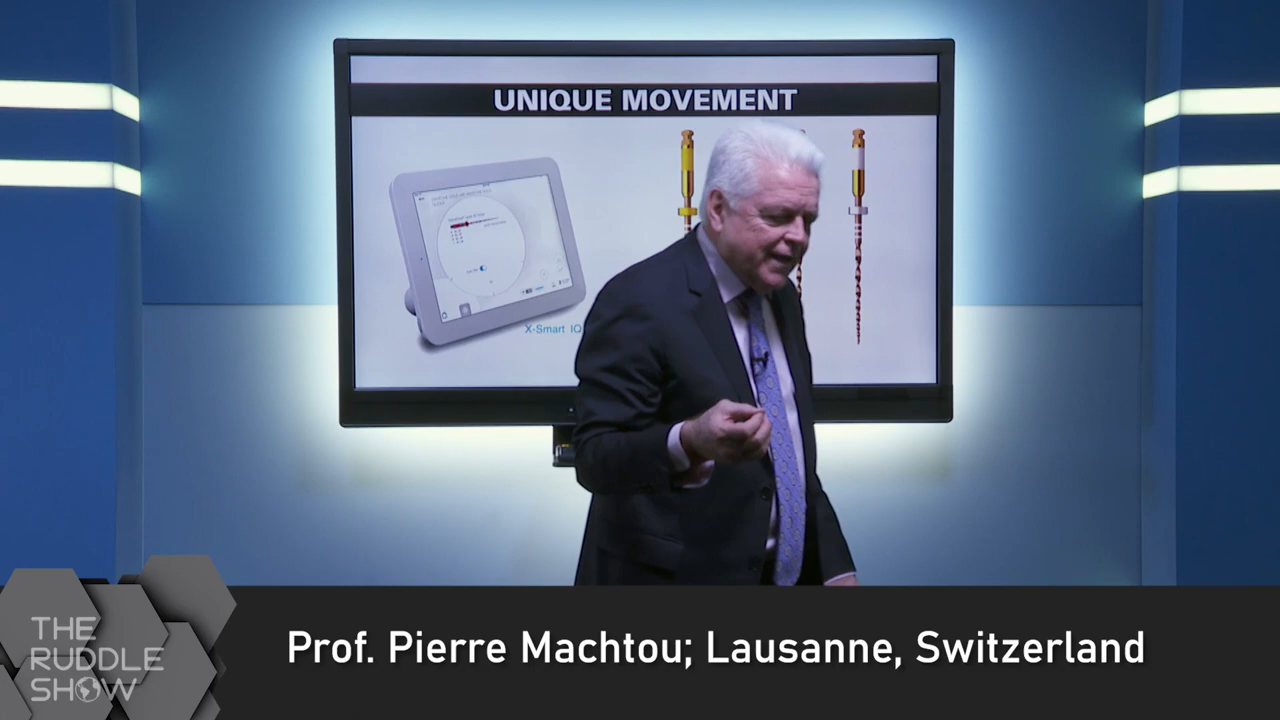 UNIQUE MOVEMENT
X-Smart IQ
THE
RUDDLE
SHOW
Prof. Pierre Machtou; Lausanne, Switzerland